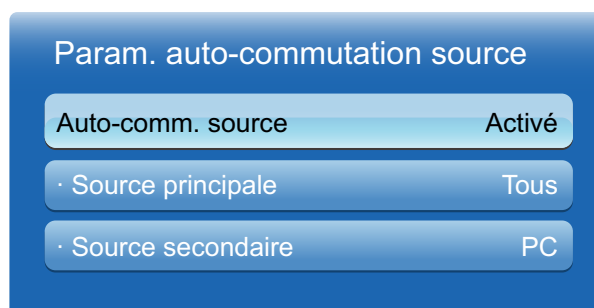 Param. auto-commutation source
Auto-comm. source Activé
· Source principale Tous
· Source secondaire PC